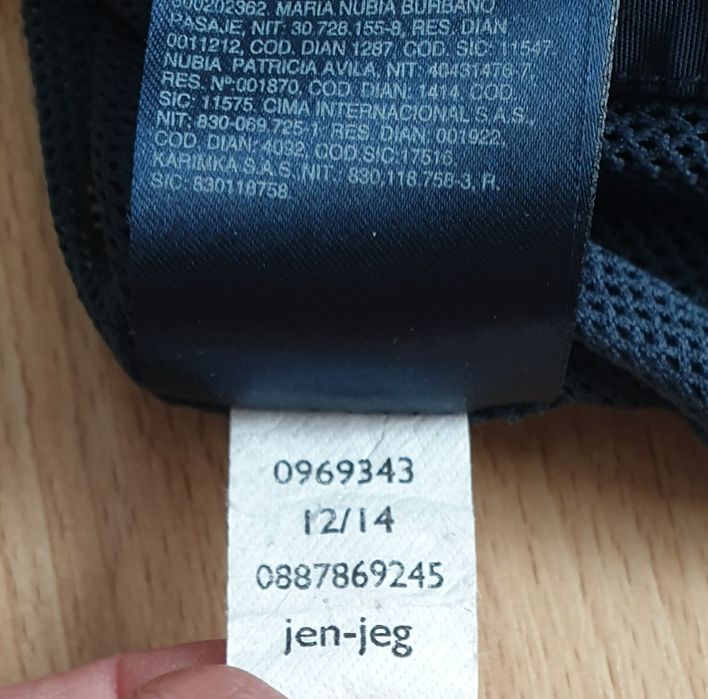 800202362. MARIA NUBIA BURBANO
PASAJE, NIT: 30.728.155-9, RES. DIAN
0011212, COD. DIAN 1287. COD. SIC: 11547.
NUBIA PATRICIA AVILA, NIT: 40431476-7,
RES. Nº:001870, COD. DIAN: 1414, COD.
SIC: 11575. CIMA INTERNACIONAL S.A.S.,
NIT: 830-069.725-1 RES. DIAN. 001922,
COD. DIAN: 4092, COD.SIC:17516
KARIMKA S.A.S. NIT.: 830,118.758-3, R.
SIC: 830118758
0969343
12/14
0887869245
jen-jeg